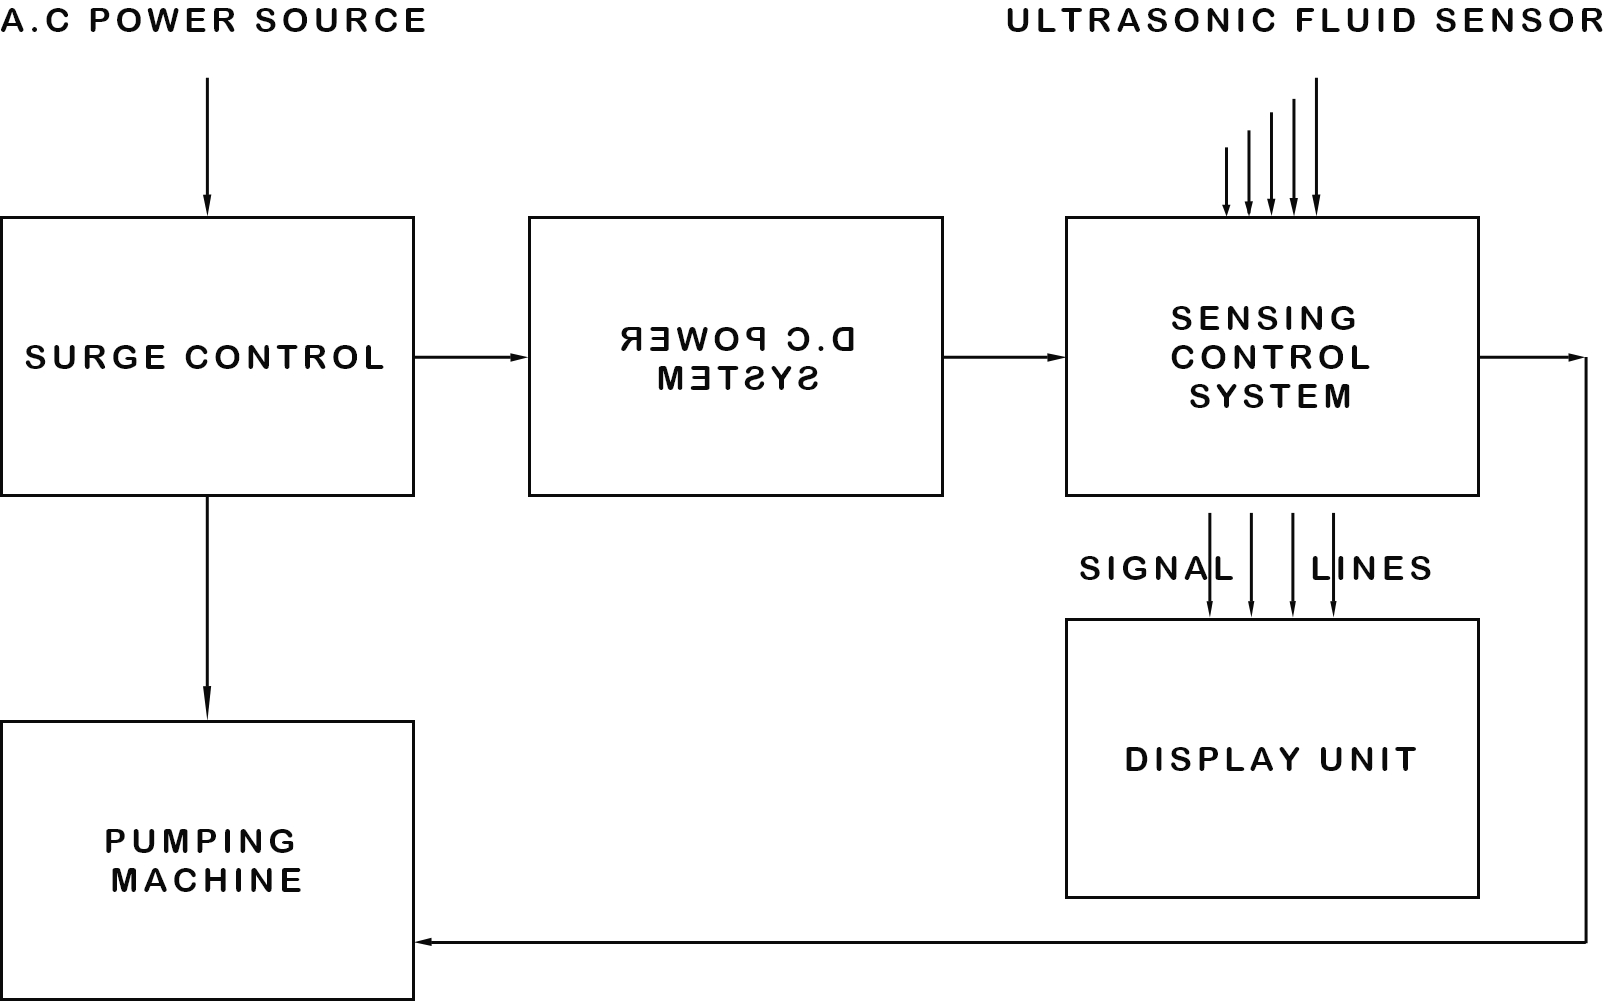 A.C POWER SOURCE
ULTRASONIC FLUID SENSOR
SURGE CONTROL
D.C POWER
SYSTEM
SENSING
CONTROL
SYSTEM
SIGNAL LINES
DISPLAY UNIT
PUMPING
MACHINE